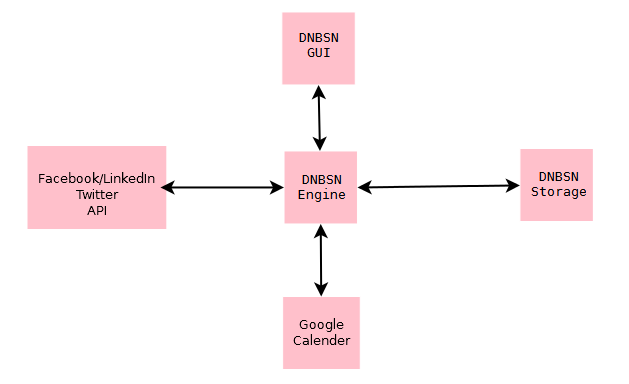 DNBSN
GUI
Facebook/LinkedIn
Twitter
API
DNBSN
Engine
DNBSN
Storage
Google
Calender